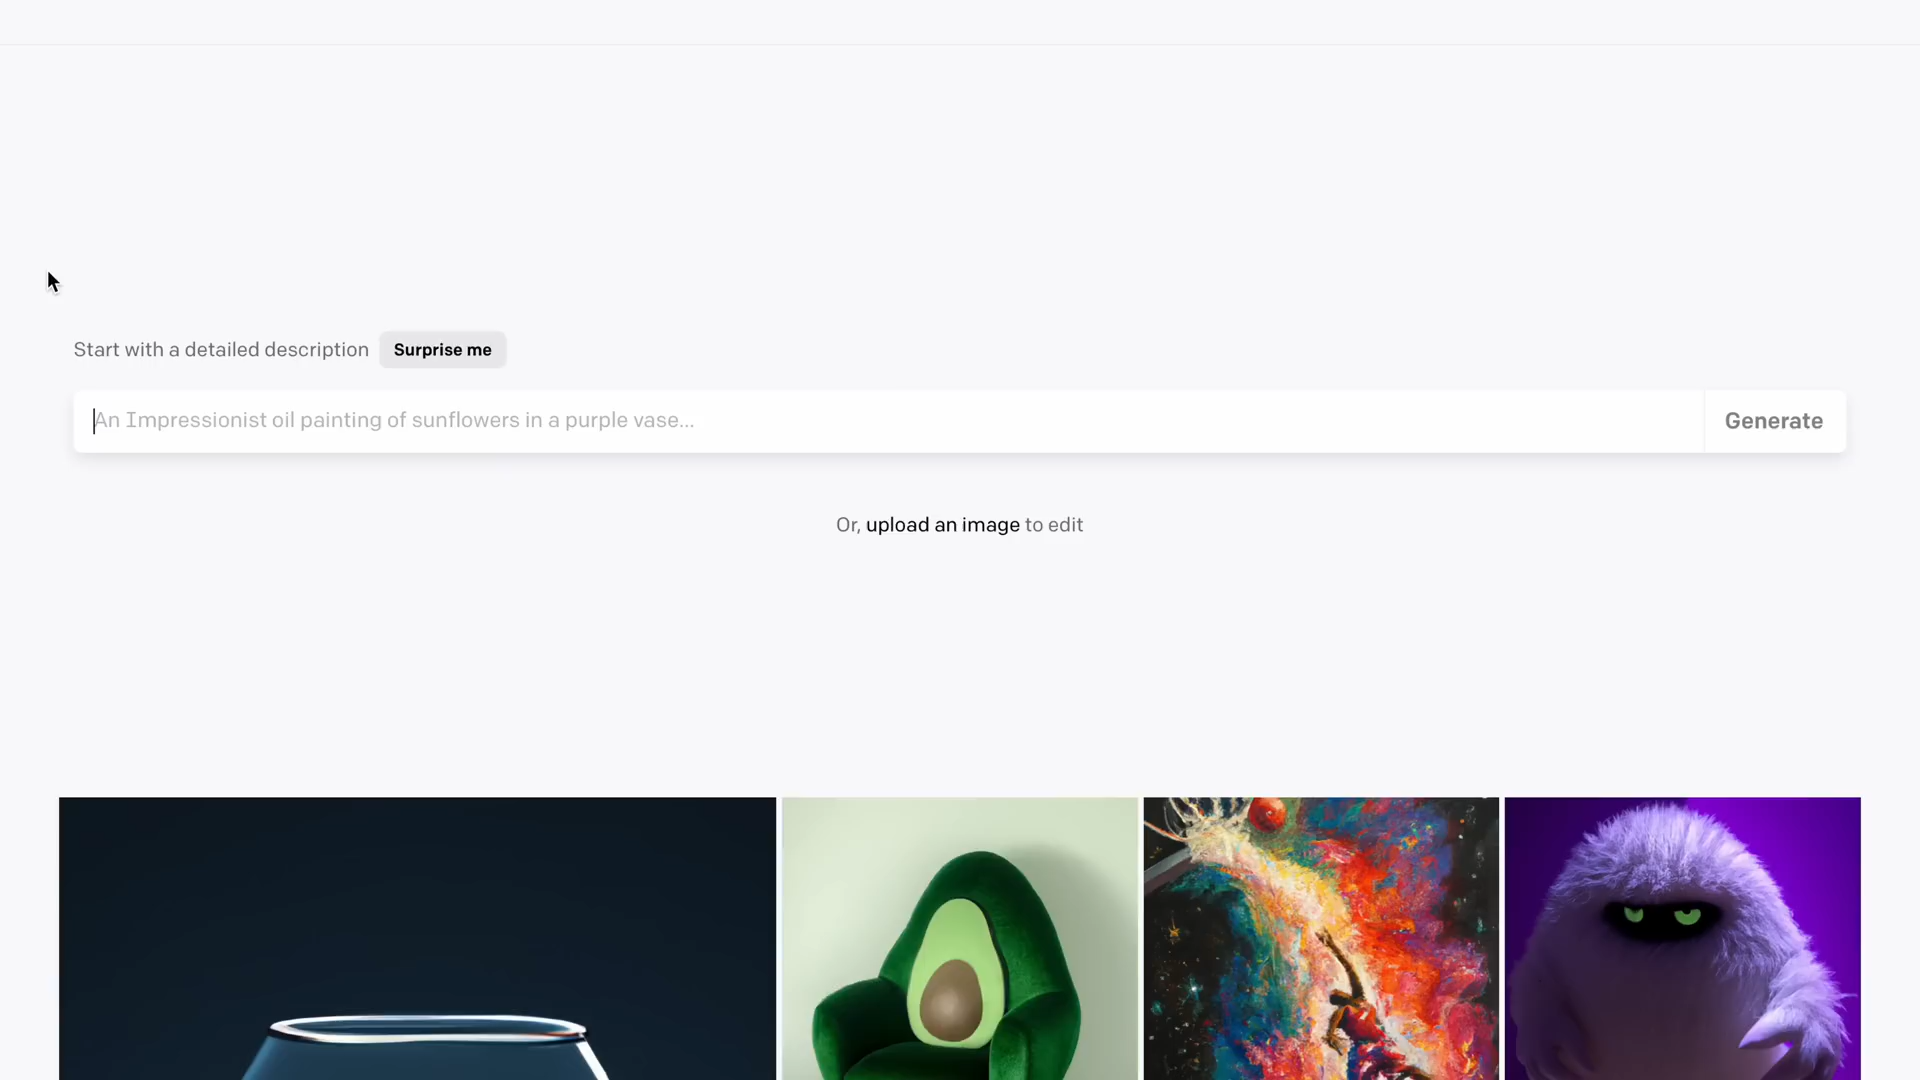 Start with a detailed description Surprise me
An Impressionist oil painting of sunflowers in a purple vase... Generate
Or, upload an image to edit